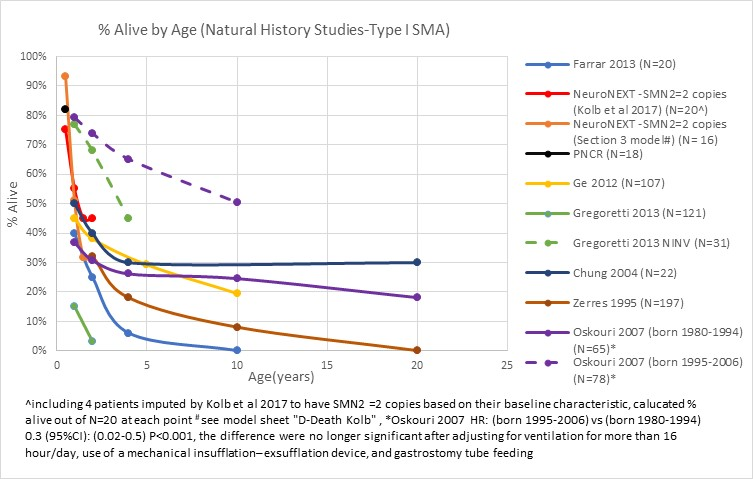 % Alive by Age (Natural History Studies-Type I SMA)
100%
90%
80%
70%
60%
50%
40%
30%
20%
10%
0%
% Alive
0 5 10 15 20 25
Age(years)
Farrar 2013 (N=20)
NeuroNEXT -SMN2=2 copies
(Kolb et al 2017) (N=20^)
NeuroNEXT -SMN2=2 copies
(Section 3 model#) (N= 16)
PNCR (N=18)
Ge 2012 (N=107)
Gregoretti 2013 (N=121)
Gregoretti 2013 NINV (N=31)
Chung 2004 (N=22)
Zerres 1995 (N=197)
Oskouri 2007 (born 1980-1994)
(N=65)*
Oskouri 2007 (born 1995-2006)
(N=78)*
^including 4 patients imputed by Kolb et al 2017 to have SMN2 =2 copies based on their baseline characteristic, calucated %
alive out of N=20 at each point # see model sheet "D-Death Kolb" , *Oskouri 2007 HR: (born 1995-2006) vs (born 1980-1994)
0.3 (95%CI): (0.02-0.5) P<0.001, the difference were no longer significant after adjusting for ventilation for more than 16
hour/day, use of a mechanical insufflation–exsufflation device, and gastrostomy tube feeding